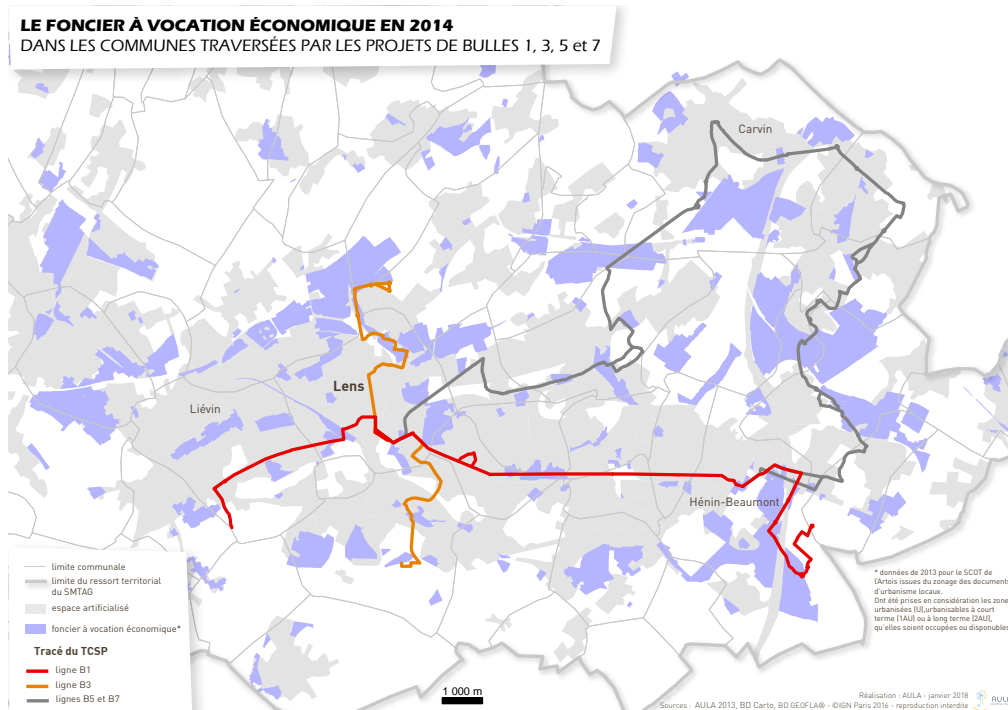 LE FONCIER À VOCATION ÉCONOMIQUE EN 2014
DANS LES COMMUNES TRAVERSÉES PAR LES PROJETS DE BULLES 1, 3, 5 et 7
Carvin
Lens
Liévin
Hénin-Beaumont
limite communale
limite du ressort territorial
du SMTAG
espace artificialisé
foncier à vocation économique*
Tracé du TCSP
ligne B1
ligne B3
lignes B5 et B7
1 000 m
* données de 2013 pour le SCOT de
l'Artois issues du zonage des documents
d'urbanisme locaux.
Ont été prises en considération les zone
urbanisées (U),urbanisables à court
terme (1AU) ou à long terme (2AU),
qu'elles soient occupées ou disponibles
Réalisation : AULA - janvier 2018
Sources : AULA 2013, BD Carto, BD GEOFLA® - ©IGN Paris 2016 - reproduction interdite
AUL